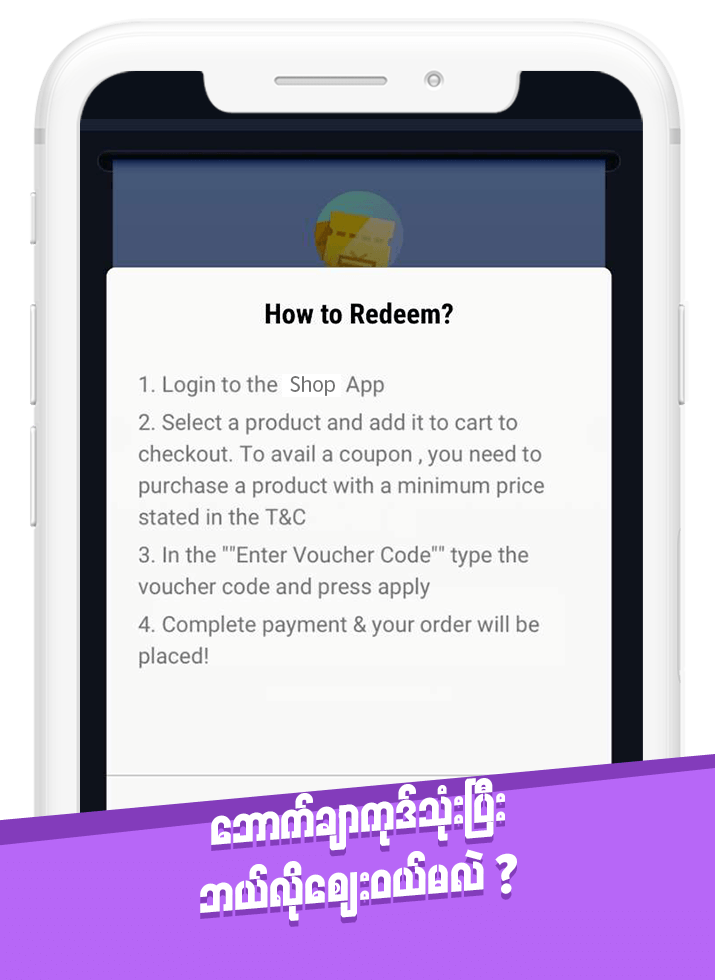 How to Redeem?
1. Login to the Shop App
2. Select a product and add it to cart to
checkout. To avail a coupon , you need to
purchase a product with a minimum price
stated in the T&C
3. In the ""Enter Voucher Code"" type the
voucher code and press apply
4. Complete payment & your order will be
placed!
ဘောက်ချာကုဒ်သုံးပြီး
ဘယ်လိုဈေးဝယ်မလဲ ?